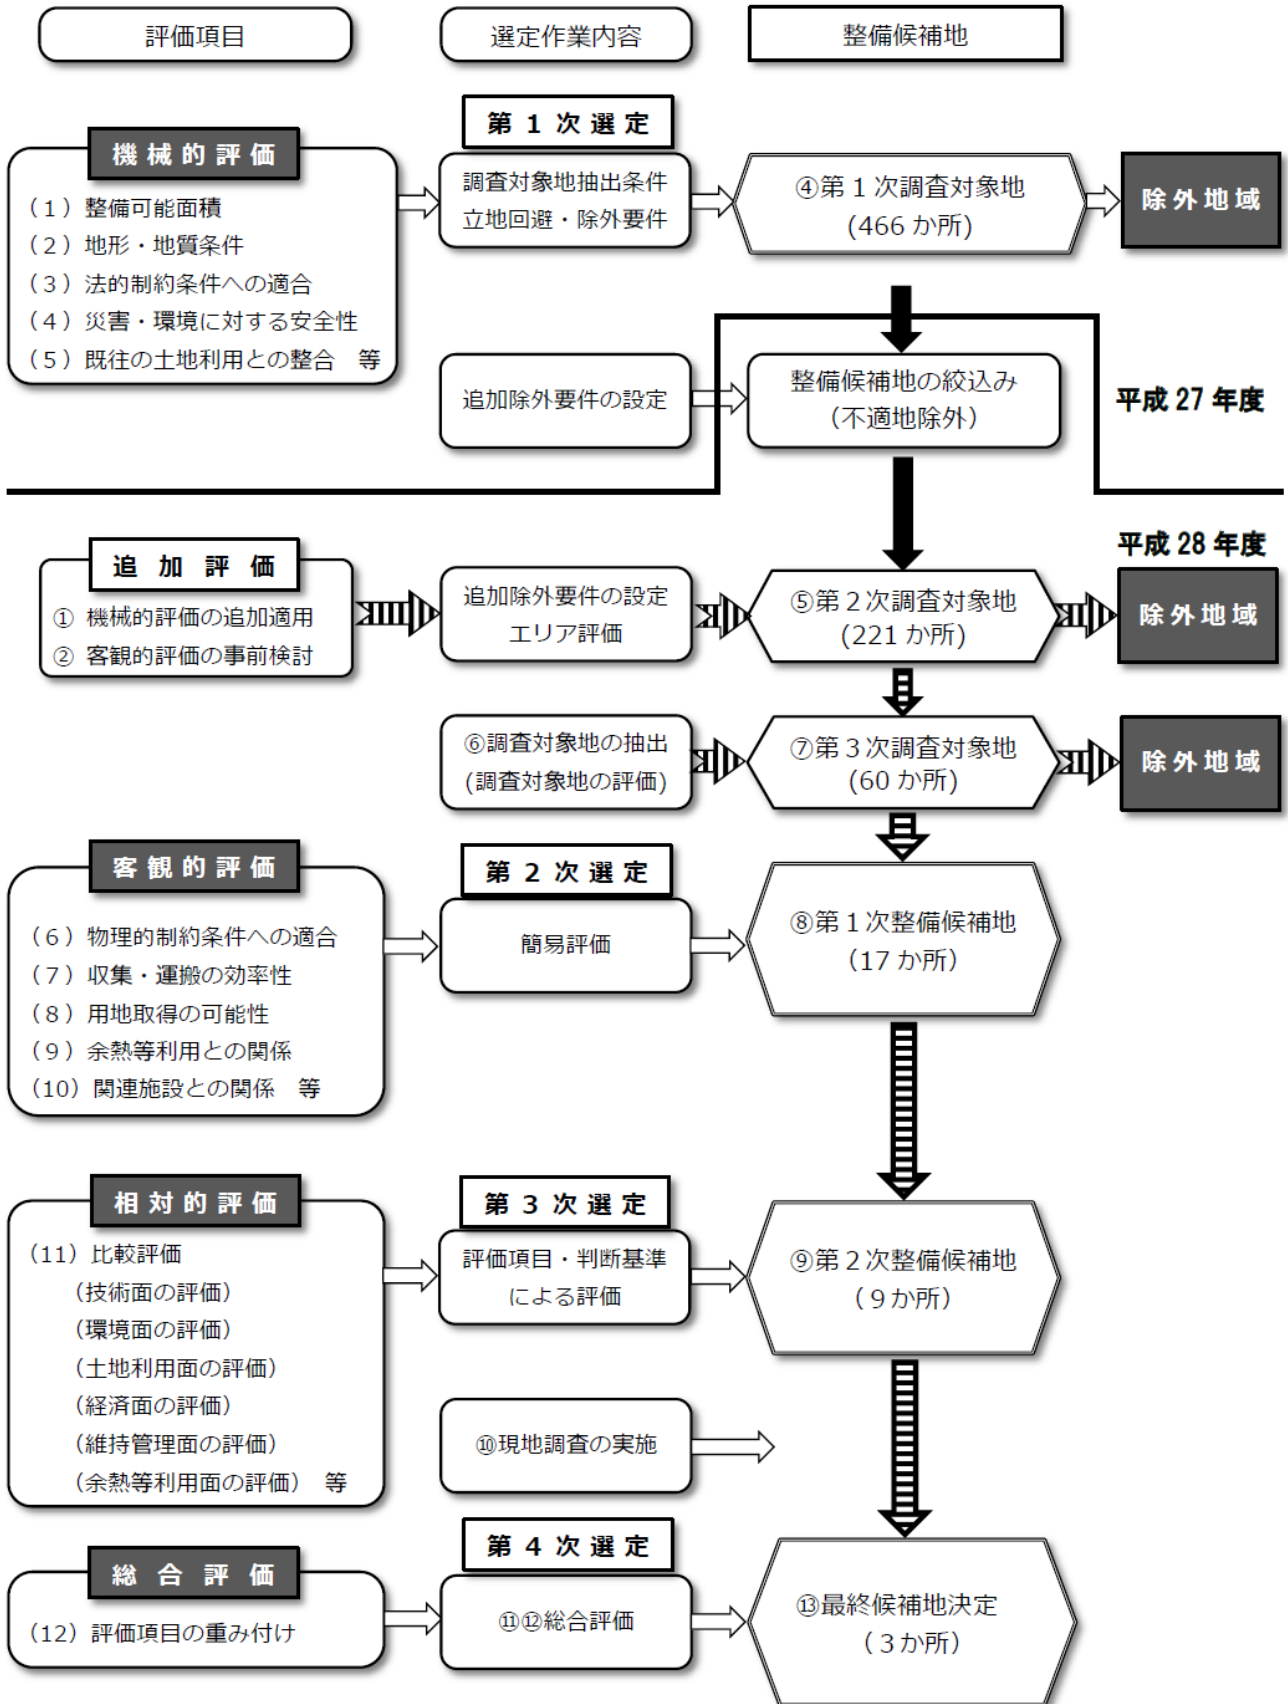 評価項目
選定作業内容
整備候補地
機械的評価
（1）整備可能面積
（2）地形・地質条件
（3）法的制約条件への適合
（4）災害・環境に対する安全性
（5）既往の土地利用との整合　等
第１次選定
調査対象地抽出条件
立地回避・除外要件
④第１次調査対象地
(466 か所)
除外地域
追加除外要件の設定
整備候補地の絞込み
（不適地除外）
平成 27 年度
平成 28 年度
追加評価
① 機械的評価の追加適用
② 客観的評価の事前検討
追加除外要件の設定
エリア評価
⑤第２次調査対象地
(221 か所)
除外地域
⑥調査対象地の抽出
(調査対象地の評価)
⑦第３次調査対象地
(60 か所)
除外地域
客観的評価
（6）物理的制約条件への適合
（7）収集・運搬の効率性
（8）用地取得の可能性
（9）余熱等利用との関係
（10）関連施設との関係　等
第２次選定
簡易評価
⑧第１次整備候補地
（17 か所）
相対的評価
（11）比較評価
（技術面の評価）
（環境面の評価）
（土地利用面の評価）
（経済面の評価）
（維持管理面の評価）
（余熱等利用面の評価）　等
第３次選定
評価項目・判断基準
による評価
⑨第２次整備候補地
（９か所）
⑩現地調査の実施
総合評価
（12）評価項目の重み付け
第４次選定
⑪⑫総合評価
⑬最終候補地決定
（３か所）